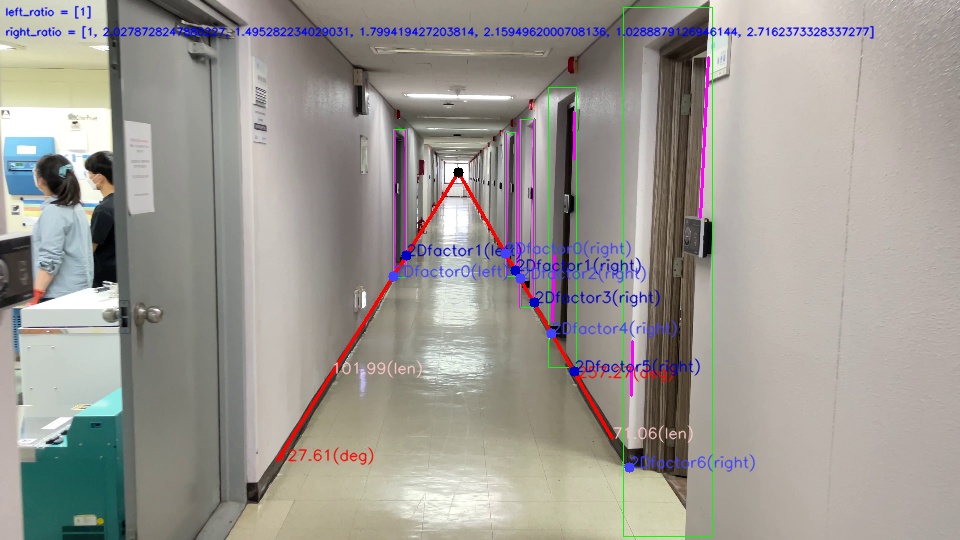 left_ratio = [1]
right_ratio = [1, 2.0278728247886227, 1.495282234029031, 1.799419427203814, 2.1594962000708136, 1.0288879126946144, 2.7162373328337277]
2Dfactor0(right)
2Dfactor1(left)
2Dfactor1(right)
2Dfactor0(left)
2Dfactor2(right)
2Dfactor3(right)
2Dfactor4(right)
2Dfactor5(right)
101.99(len)
71.06(len)
27.61(deg)
2Dfactor6(right)